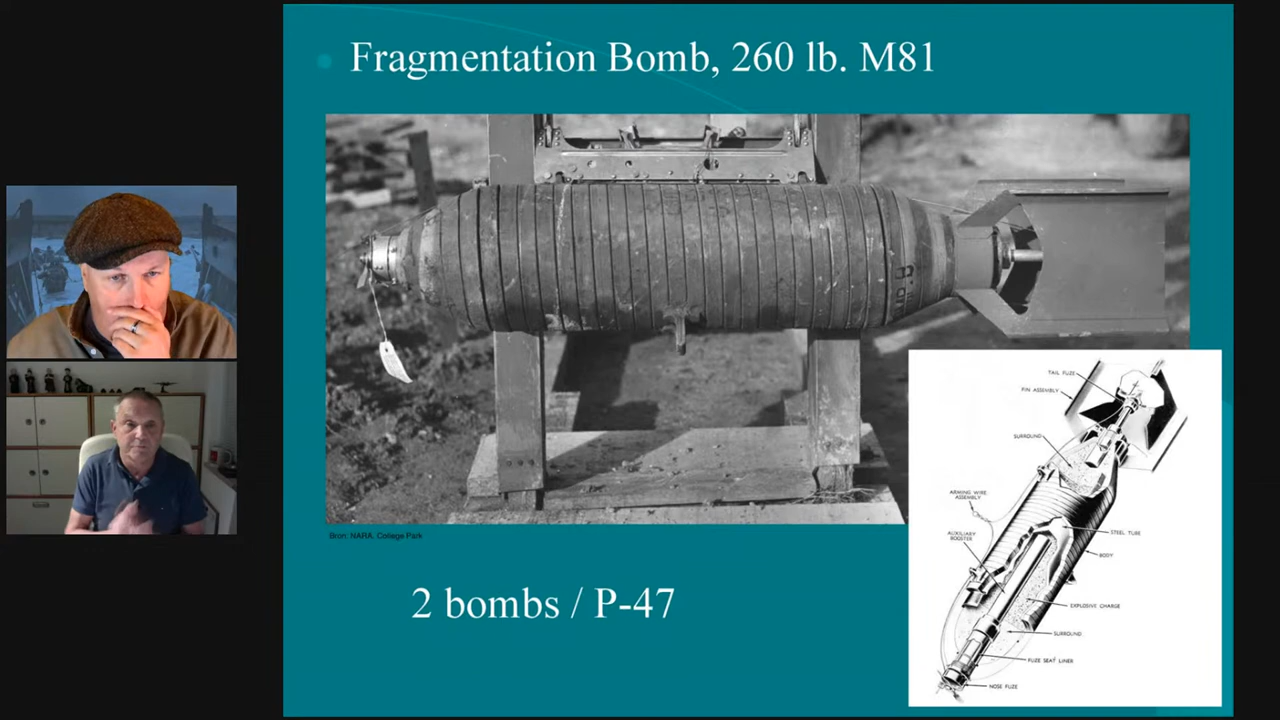 Fragmentation Bomb, 260 lb. M81
Bron: NARA, College Park
2 bombs / P-47
TAIL FUZE
FIN ASSEMBLY
SURROUND
ARMING WIRE
ASSEMBLY
AUXILIARY
BOOSTER
STEEL TUBE
BODY
EXPLOSIVE CHARGE
SURROUND
FUZE SEAT LINER
NOSE FUZE